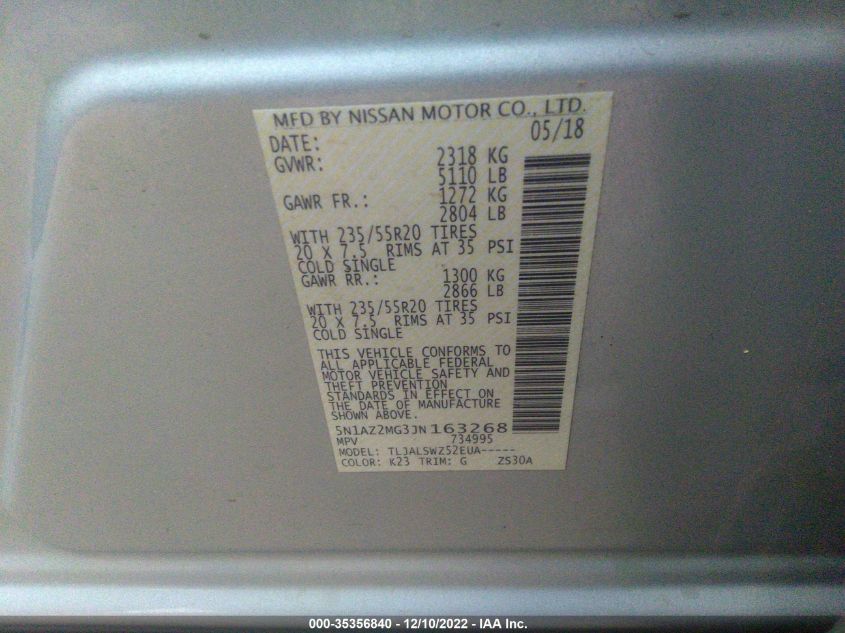 MFD BY NISSAN MOTOR CO., LTD.
DATE: 05/18
GVWR: 2318 KG
5110 LB
GAWR FR.: 1272 KG
2804 LB
WITH 235/55R20 TIRES
20 X 7.5 RIMS AT 35 PSI
COLD SINGLE
GAWR RR.: 1300 KG
2866 LB
WITH 235/55R20 TIRES
20 X 7.5 RIMS AT 35 PSI
COLD SINGLE
THIS VEHICLE CONFORMS TO
ALL APPLICABLE FEDERAL
MOTOR VEHICLE SAFETY AND
THEFT PREVENTION
STANDARDS IN EFFECT ON
THE DATE OF MANUFACTURE
SHOWN ABOVE.
5N1AZ2MG3JN163268
MPV 734995
MODEL: TLJALSWZ52EUA-----
COLOR: K23 TRIM: G ZS30A
000-35356840 - 12/10/2022 - IAA Inc.